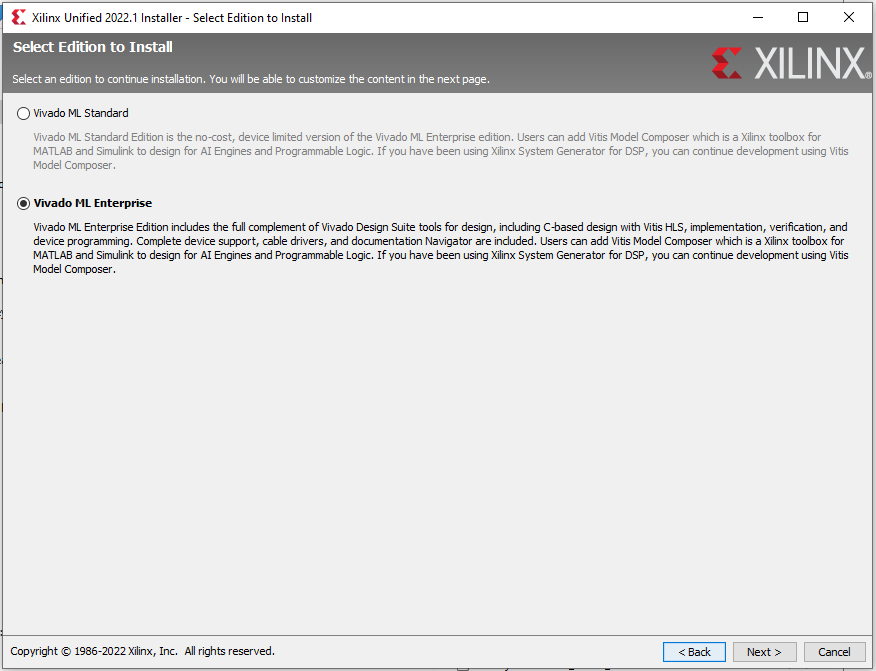 Xilinx Unified 2022.1 Installer - Select Edition to Install
Select Edition to Install
XILINX®
Select an edition to continue installation. You will be able to customize the content in the next page.
Vivado ML Standard
Vivado ML Standard Edition is the no-cost, device limited version of the Vivado ML Enterprise edition. Users can add Vitis Model Composer which is a Xilinx toolbox for
MATLAB and Simulink to design for AI Engines and Programmable Logic. If you have been using Xilinx System Generator for DSP, you can continue development using Vitis
Model Composer.
Vivado ML Enterprise
Vivado ML Enterprise Edition includes the full complement of Vivado Design Suite tools for design, including C-based design with Vitis HLS, implementation, verification, and
device programming. Complete device support, cable drivers, and documentation Navigator are included. Users can add Vitis Model Composer which is a Xilinx toolbox for
MATLAB and Simulink to design for AI Engines and Programmable Logic. If you have been using Xilinx System Generator for DSP, you can continue development using Vitis
Model Composer.
Copyright © 1986-2022 Xilinx, Inc. All rights reserved.
< Back
Next >
Cancel